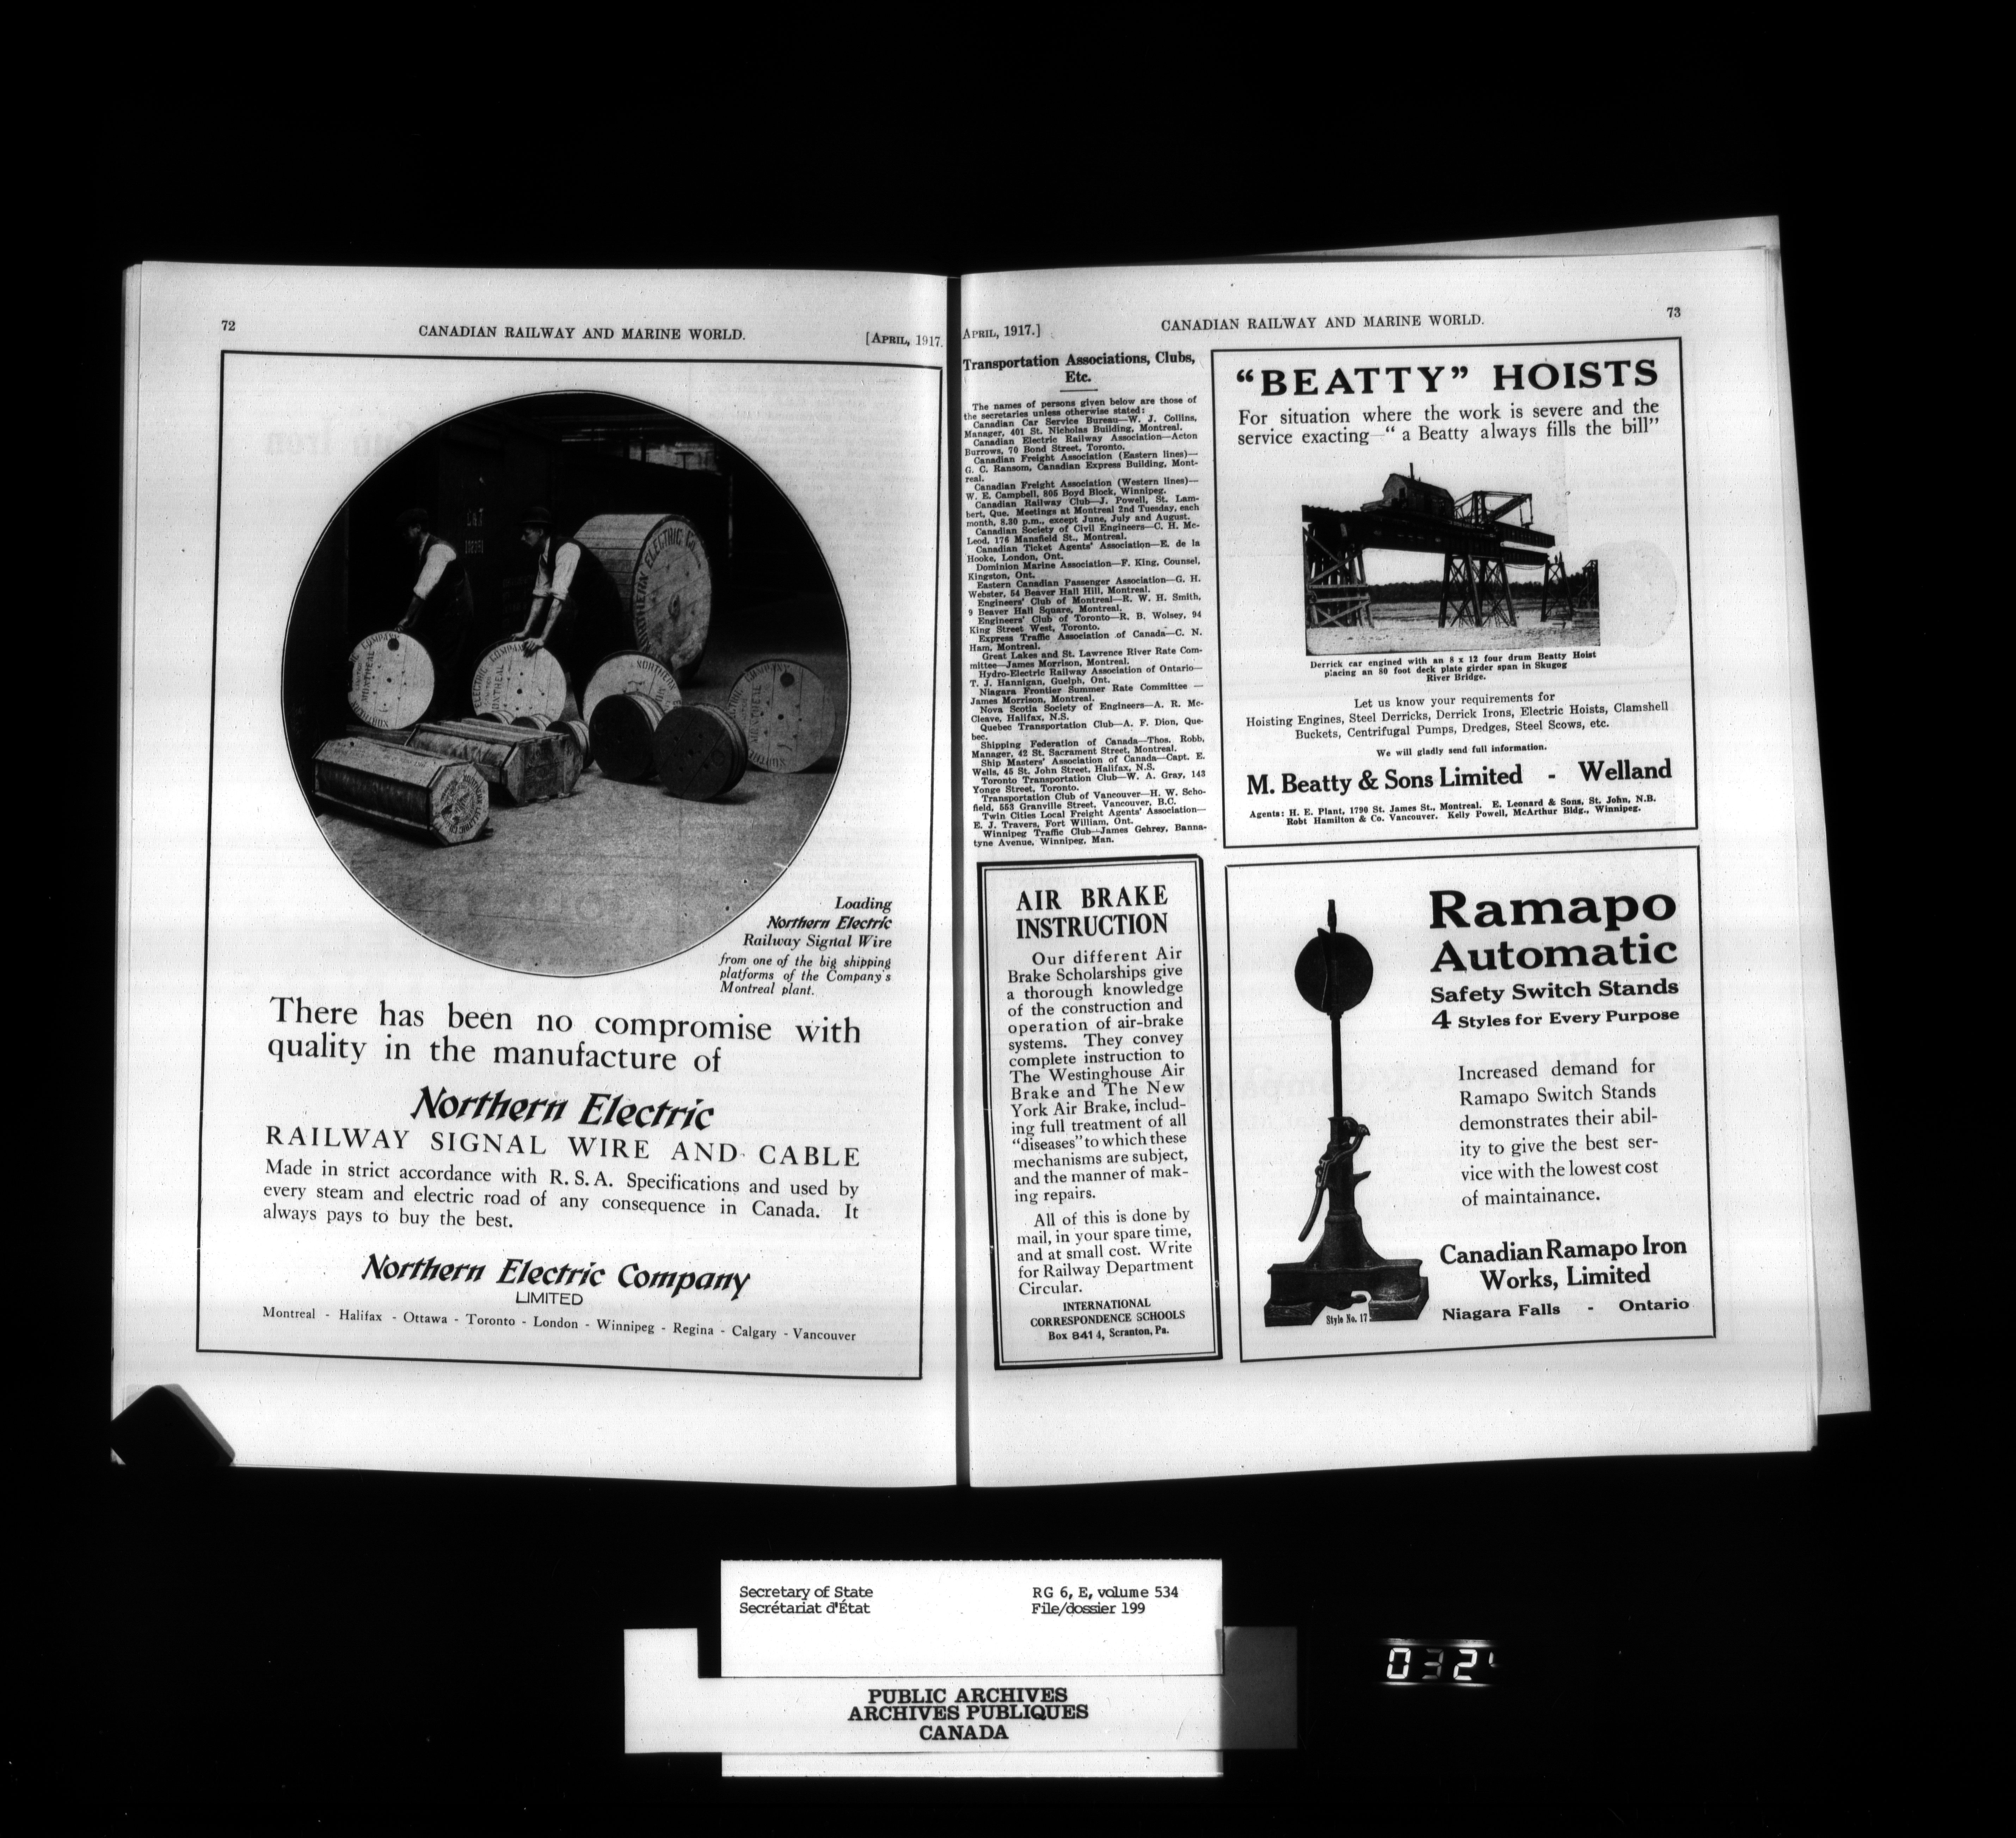 72
CANADIAN RAILWAY AND MARINE WORLD.
[APRIL, 1917.
Loading
Northern Electric
Railway Signal Wire
from one of the big shipping
platforms of the Company's
Montreal plant.
There has been no compromise with
quality in the manufacture of
Northern Electric
RAILWAY SIGNAL WIRE AND CABLE
Made in strict accordance with R. S. A. Specifications and used by
every steam and electric road of any consequence in Canada. It
always pays to buy the best.
Northern Electric Company
LIMITED
Montreal - Halifax - Ottawa - Toronto - London - Winnipeg - Regina - Calgary - Vancouver
APRIL, 1917.]
CANADIAN RAILWAY AND MARINE WORLD.
73
Transportation Associations, Clubs,
Etc.
The names of persons given below are those of
the secretaries unless otherwise stated:
Canadian Car Service Bureau—W. J. Collins,
Manager, 401 St. Nicholas Building, Montreal.
Canadian Electric Railway Association—Acton
Burrows, 70 Bond Street, Toronto.
Canadian Freight Association (Eastern lines)—
G. C. Ransom, Canadian Express Building, Mont-
real.
Canadian Freight Association (Western lines)—
W. E. Campbell, 805 Boyd Block, Winnipeg.
Canadian Railway Club—J. Powell, St. Lam-
bert, Que. Meetings at Montreal 2nd Tuesday, each
month, 8.30 p.m., except June, July and August.
Canadian Society of Civil Engineers—C. H. Mc-
Leod, 176 Mansfield St., Montreal.
Canadian Ticket Agents' Association—E. de la
Hooke, London, Ont.
Dominion Marine Association—F. King, Counsel,
Kingston, Ont.
Eastern Canadian Passenger Association—G. H.
Webster, 54 Beaver Hall Hill, Montreal.
Engineers' Club of Montreal—R. W. H. Smith,
9 Beaver Hall Square, Montreal.
Engineers' Club of Toronto—R. B. Wolsey, 94
King Street West, Toronto.
Express Traffic Association of Canada—C. N.
Ham, Montreal.
Great Lakes and St. Lawrence River Rate Com-
mittee—James Morrison, Montreal.
Hydro-Electric Railway Association of Ontario—
T. J. Hannigan, Guelph, Ont.
Niagara Frontier Summer Rate Committee —
James Morrison, Montreal.
Nova Scotia Society of Engineers—A. R. Mc-
Cleave, Halifax, N.S.
Quebec Transportation Club—A. F. Dion, Que-
bec.
Shipping Federation of Canada—Thos. Robb,
Manager, 42 St. Sacrament Street, Montreal.
Ship Masters' Association of Canada—Capt. E.
Wells, 45 St. John Street, Halifax, N.S.
Toronto Transportation Club—W. A. Gray, 143
Yonge Street, Toronto.
Transportation Club of Vancouver—H. W. Scho-
field, 553 Granville Street, Vancouver, B.C.
Twin Cities Local Freight Agents' Association—
E. J. Travers, Fort William, Ont.
Winnipeg Traffic Club—James Gehrey, Banna-
tyne Avenue, Winnipeg, Man.
AIR BRAKE
INSTRUCTION
Our different Air
Brake Scholarships give
a thorough knowledge
of the construction and
operation of air-brake
systems. They convey
complete instruction to
The Westinghouse Air
Brake and The New
York Air Brake, includ-
ing full treatment of all
"diseases" to which these
mechanisms are subject,
and the manner of mak-
ing repairs.
All of this is done by
mail, in your spare time,
and at small cost. Write
for Railway Department
Circular.
INTERNATIONAL
CORRESPONDENCE SCHOOLS
Box 8414, Scranton, Pa.
"BEATTY" HOISTS
For situation where the work is severe and the
service exacting—" a Beatty always fills the bill"
Derrick car engined with an 8 x 12 four drum Beatty Hoist
placing an 80 foot deck plate girder span in Skugog
River Bridge.
Let us know your requirements for
Hoisting Engines, Steel Derricks, Derrick Irons, Electric Hoists, Clamshell
Buckets, Centrifugal Pumps, Dredges, Steel Scows, etc.
We will gladly send full information.
M. Beatty & Sons Limited - Welland
Agents: H. E. Plant, 1790 St. James St., Montreal. E. Leonard & Sons, St. John, N.B.
Robt Hamilton & Co. Vancouver. Kelly Powell, McArthur Bldg., Winnipeg.
Ramapo
Automatic
Safety Switch Stands
4 Styles for Every Purpose
Increased demand for
Ramapo Switch Stands
demonstrates their abil-
ity to give the best ser-
vice with the lowest cost
of maintainance.
Style No. 17
Canadian Ramapo Iron
Works, Limited
Niagara Falls - Ontario
Secretary of State
Secrétariat d'État
RG 6, E, volume 534
File/dossier 199
PUBLIC ARCHIVES
ARCHIVES PUBLIQUES
CANADA
032